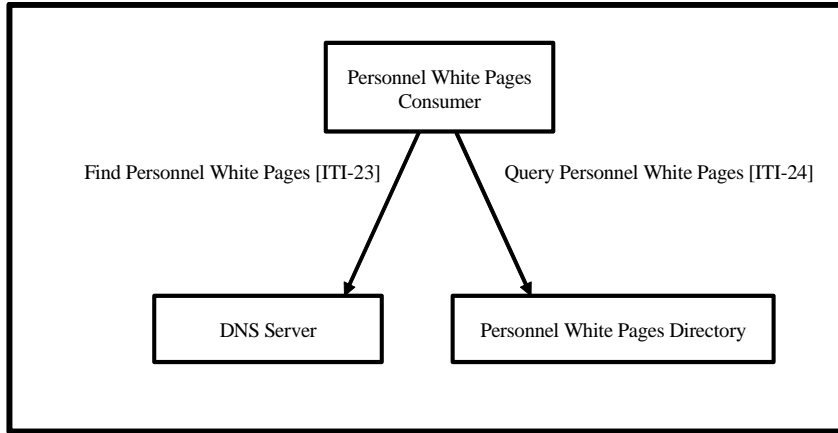 Personnel White Pages
Consumer
Find Personnel White Pages [ITI-23]
Query Personnel White Pages [ITI-24]
DNS Server
Personnel White Pages Directory